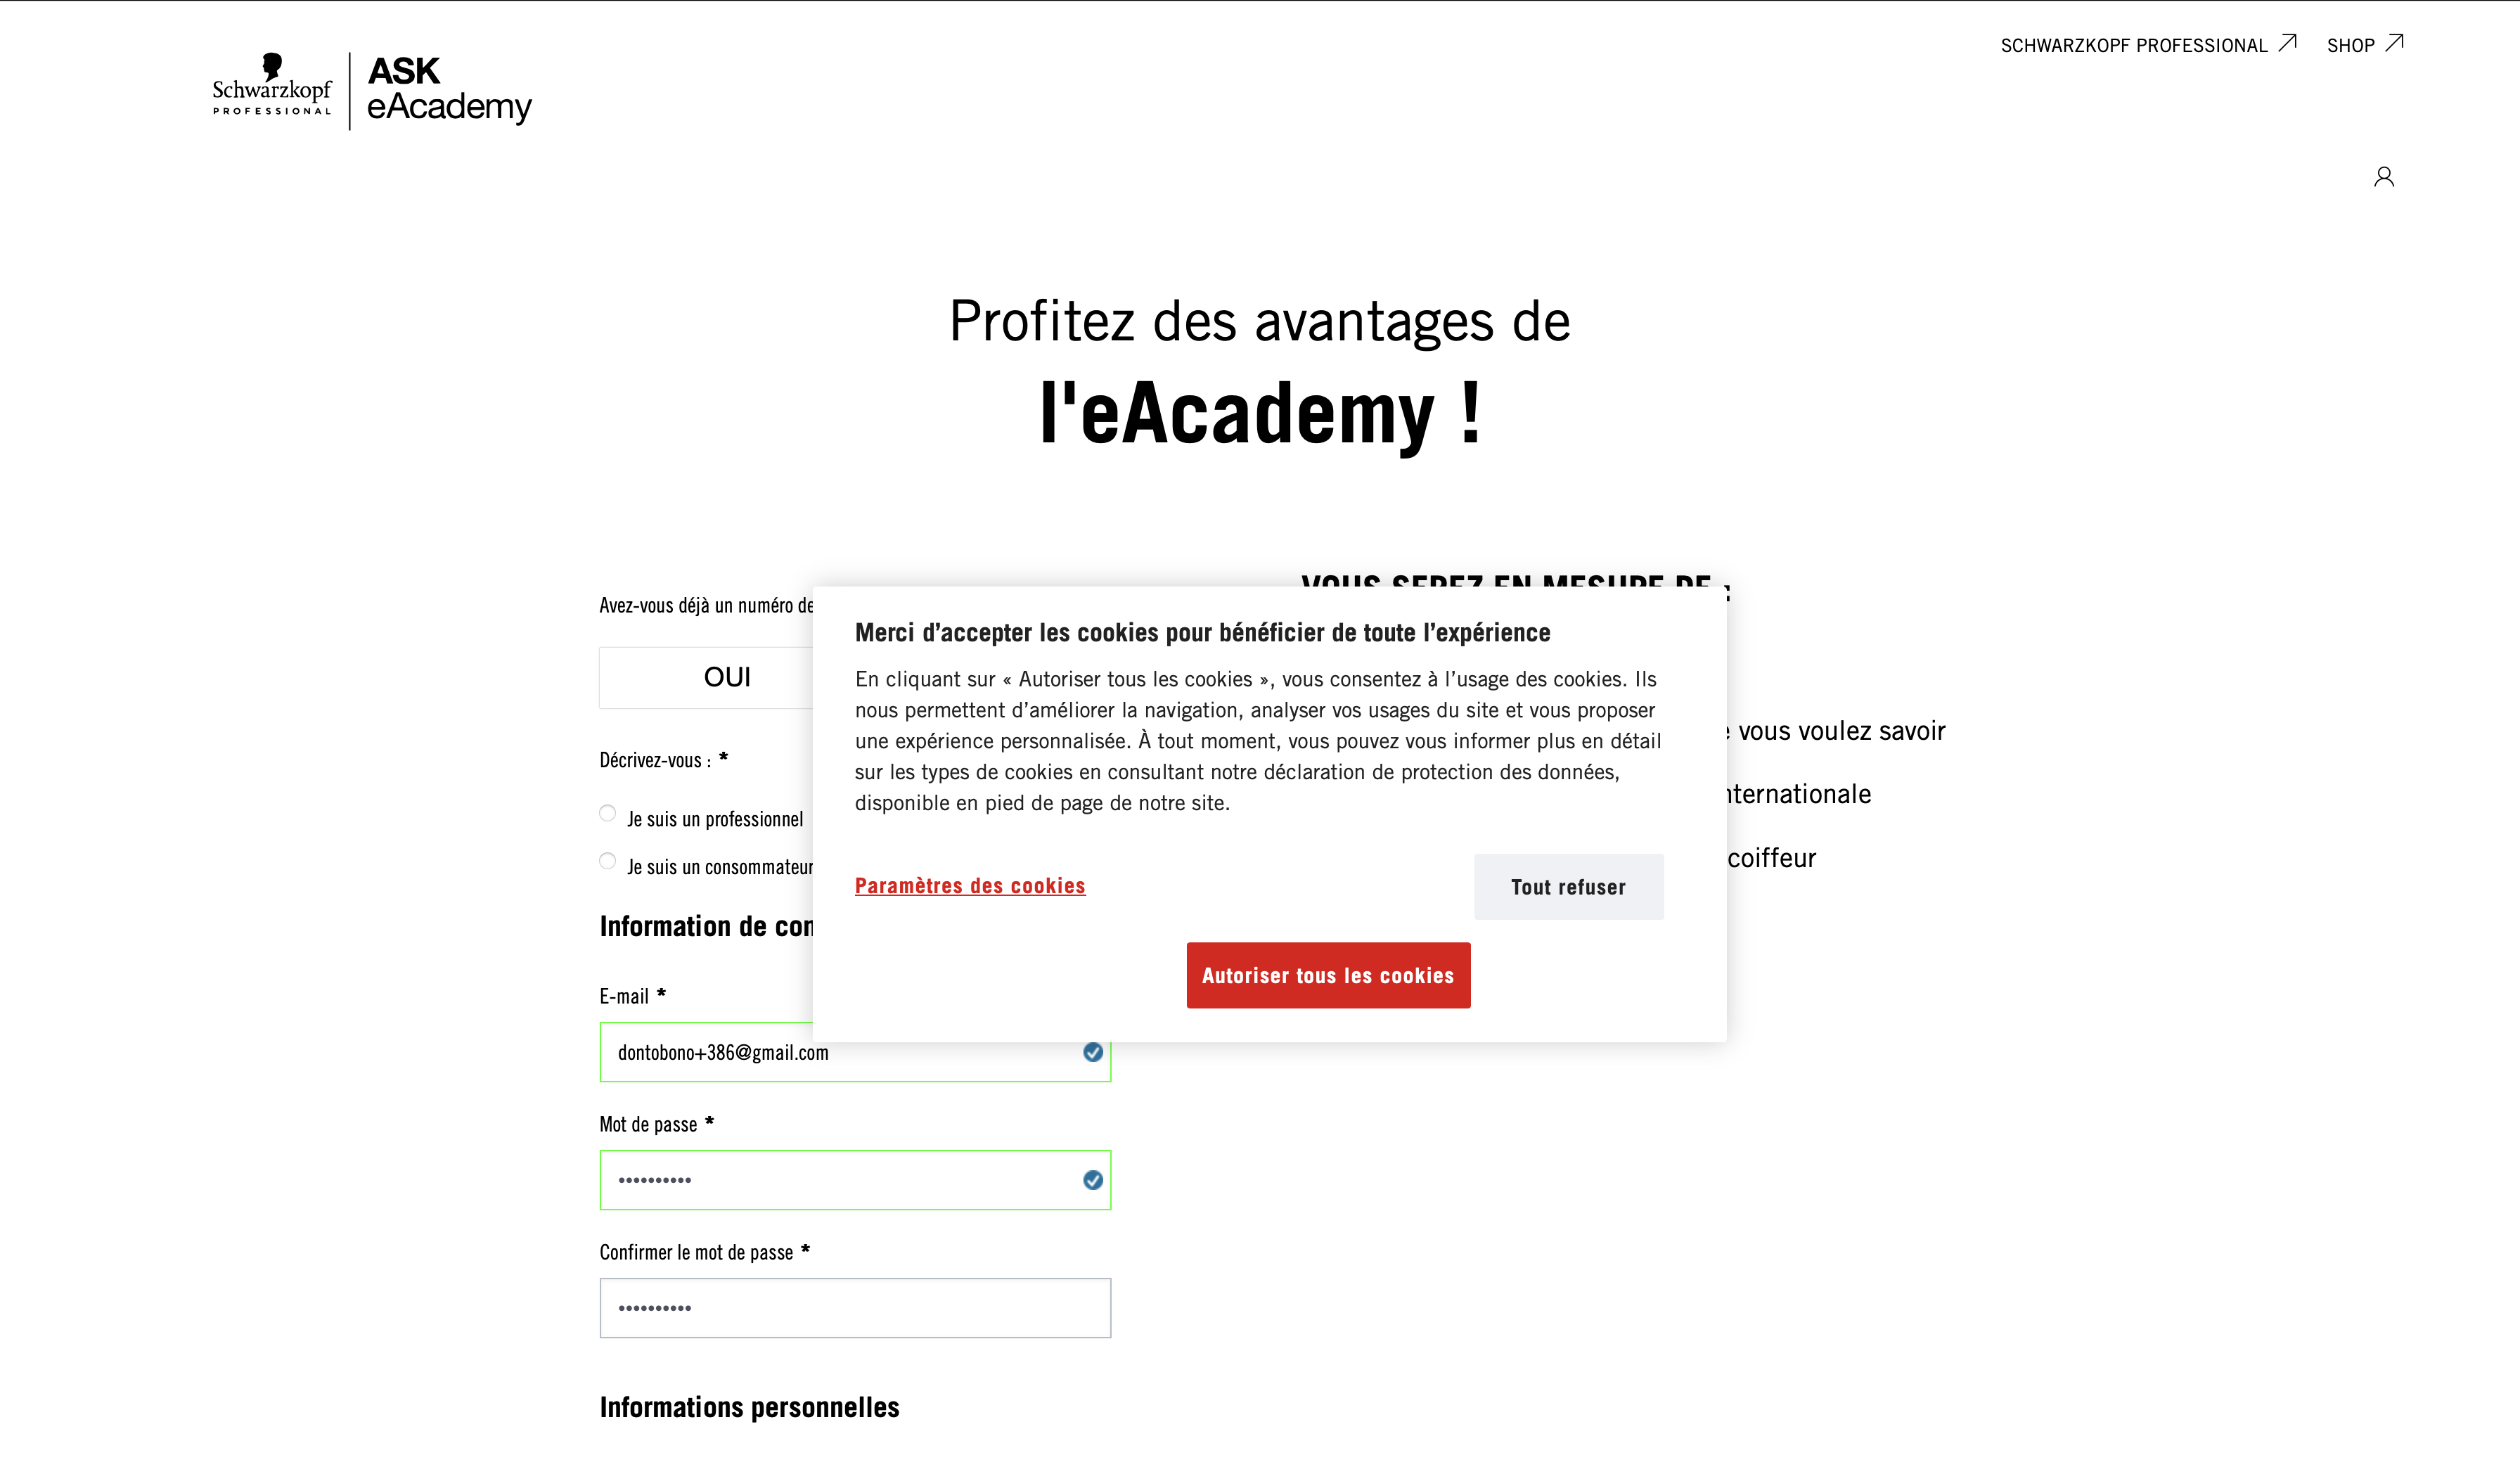 SCHWARZKOPF PROFESSIONAL SHOP
Schwarzkopf
PROFESSIONAL
ASK
eAcademy
Profitez des avantages de
l'eAcademy !
VOUS SEREZ EN MESURE DE :
Avez-vous déjà un numéro de
OUI
Décrivez-vous : *
Je suis un professionnel
Je suis un consommateur
Information de
E-mail *
dontobono+386@gmail.com
Mot de passe *
••••••••••
Confirmer le mot de passe *
••••••••••
Informations personnelles
Merci d’accepter les cookies pour bénéficier de toute l’expérience
En cliquant sur « Autoriser tous les cookies », vous consentez à l’usage des cookies. Ils
nous permettent d’améliorer la navigation, analyser vos usages du site et vous proposer
une expérience personnalisée. À tout moment, vous pouvez vous informer plus en détail
sur les types de cookies en consultant notre déclaration de protection des données,
disponible en pied de page de notre site.
Paramètres des cookies
Tout refuser
Autoriser tous les cookies
vous voulez savoir
nternationale
coiffeur